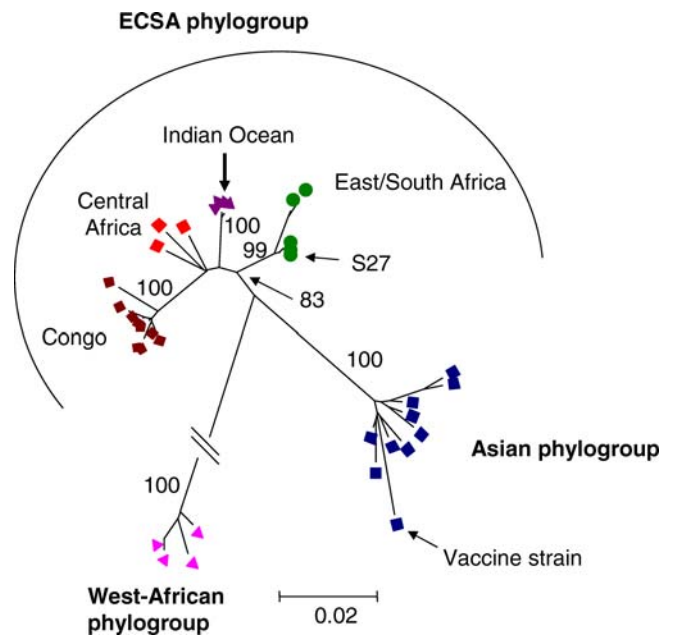 ECSA phylogroup
Indian Ocean
Central
Africa
East/South Africa
100
99
S27
100
83
Congo
100
Asian phylogroup
100
Vaccine strain
West-African
phylogroup
0.02